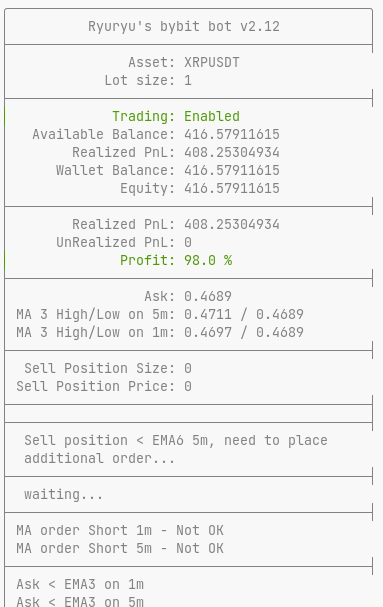 Ryuryu's bybit bot v2.12
Asset: XRPUSDT
Lot size: 1
Trading: Enabled
Available Balance: 416.57911615
Realized PnL: 408.25304934
Wallet Balance: 416.57911615
Equity: 416.57911615
Realized PnL: 408.25304934
UnRealized PnL: 0
Profit: 98.0 %
Ask: 0.4689
MA 3 High/Low on 5m: 0.4711 / 0.4689
MA 3 High/Low on 1m: 0.4697 / 0.4689
Sell Position Size: 0
Sell Position Price: 0
Sell position < EMA6 5m, need to place
additional order...
waiting...
MA order Short 1m - Not OK
MA order Short 5m - Not OK
Ask < EMA3 on 1m
Ask < EMA3 on 5m